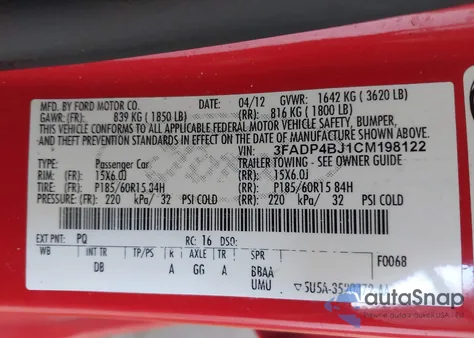 MFD. BY FORD MOTOR CO.
DATE: 04/12 GVWR: 1642 KG (3620 LB)
GAWR: (FR): 839 KG (1850 LB) (RR): 816 KG (1800 LB)
THIS VEHICLE CONFORMS TO ALL APPLICABLE FEDERAL MOTOR VEHICLE SAFETY, BUMPER,
AND THEFT PREVENTION STANDARDS IN EFFECT ON THE DATE OF MANUFACTURE SHOWN ABOVE.
VIN: 3FADP4BJ1CM198122
TYPE: Passenger Car TRAILER TOWING - SEE OWNER GUIDE
RIM: (FR) 15X6.0J (RR): 15X6.0J
TIRE: (FR) P185/60R15 84H (RR): P185/60R15 84H
PRESSURE: (FR) 220 kPa/ 32 PSI COLD (RR): 220 kPa/ 32 PSI COLD
EXT PNT: PQ RC: 16 DSO: F0068
WB INT TR TP/PS R AXLE TR SPR
DB A GG A BBAA
UMU
autoSnap